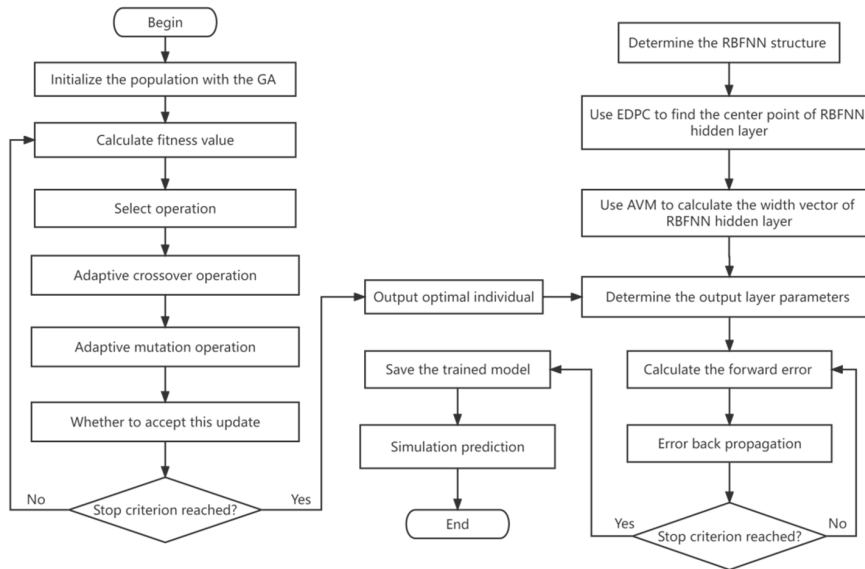 Begin
Initialize the population with the GA
Calculate fitness value
Select operation
Adaptive crossover operation
Adaptive mutation operation
Whether to accept this update
No
Stop criterion reached?
Yes
Output optimal individual
Determine the RBFNN structure
Use EDPC to find the center point of RBFNN
hidden layer
Use AVM to calculate the width vector of
RBFNN hidden layer
Determine the output layer parameters
Calculate the forward error
Error back propagation
Yes
Stop criterion reached?
No
Save the trained model
Simulation prediction
End